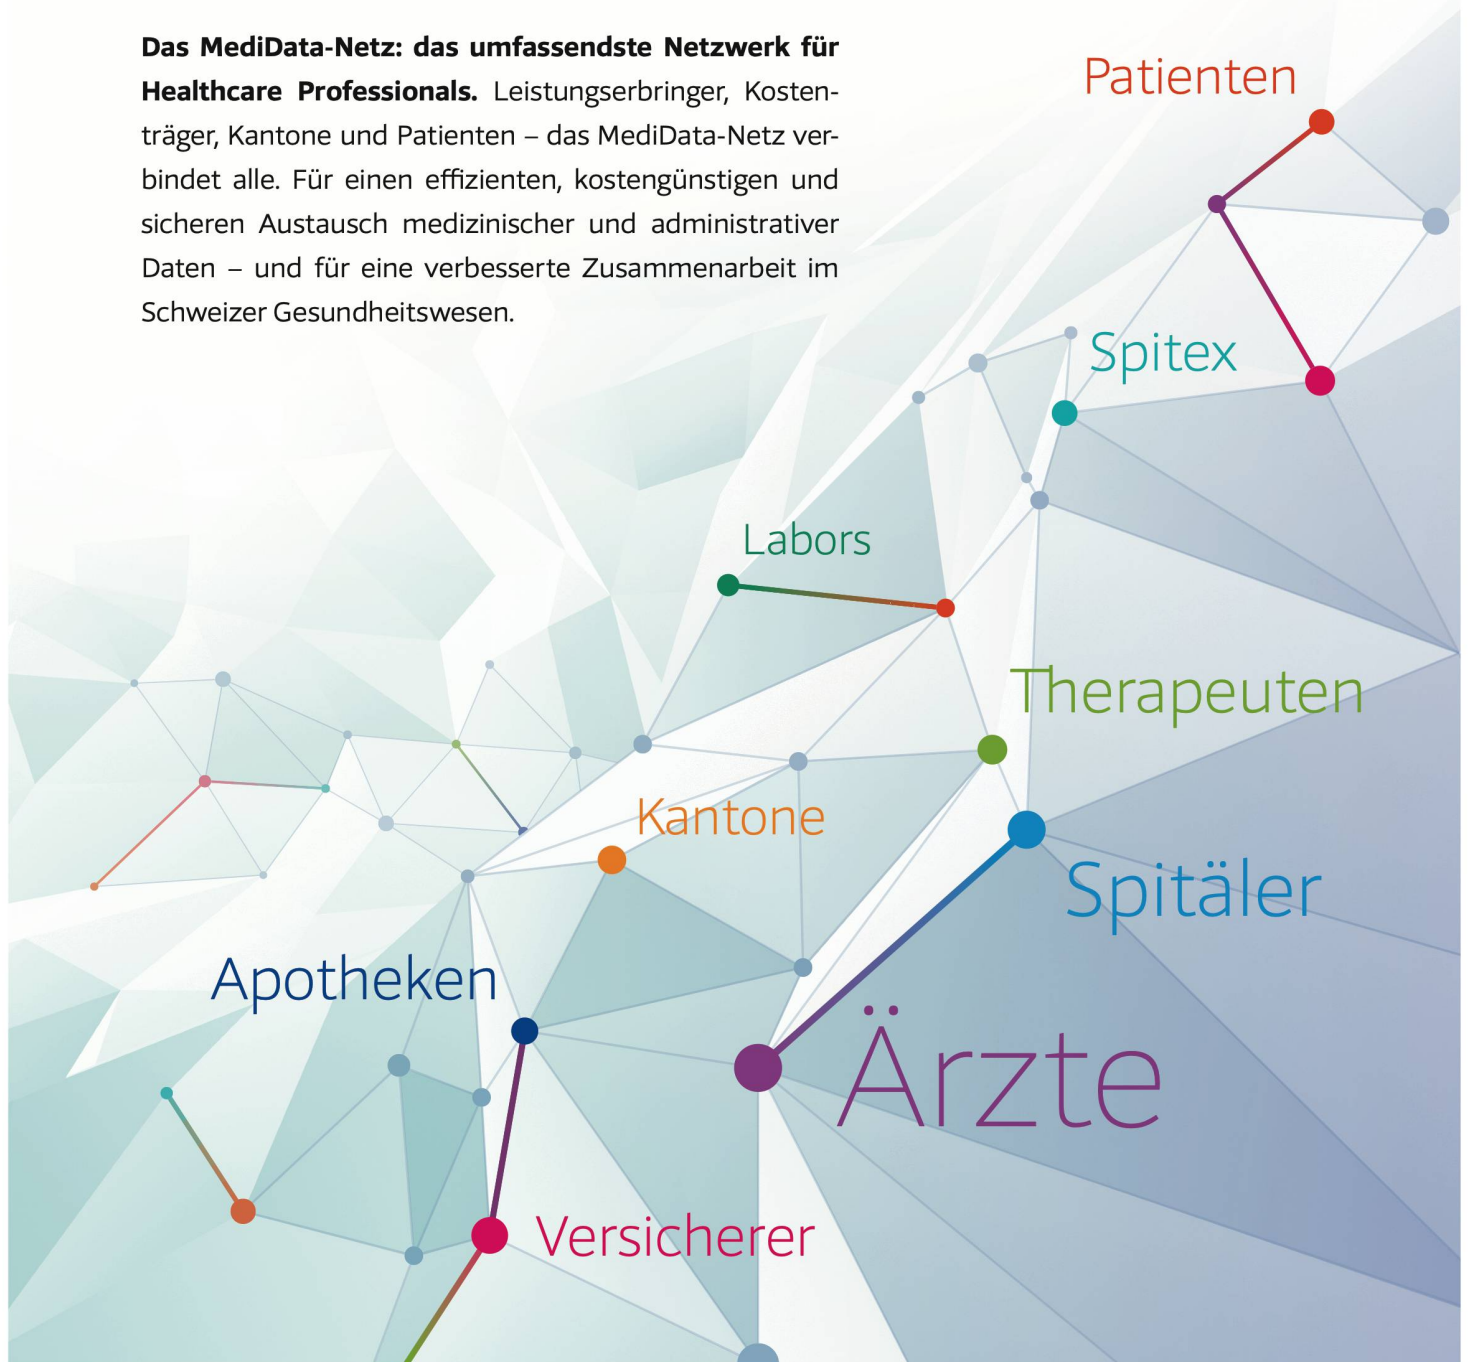 Das MediData-Netz: das umfassendste Netzwerk für
Healthcare Professionals. Leistungserbringer, Kosten-
träger, Kantone und Patienten – das MediData-Netz ver-
bindet alle. Für einen effizienten, kostengünstigen und
sicheren Austausch medizinischer und administrativer
Daten – und für eine verbesserte Zusammenarbeit im
Schweizer Gesundheitswesen.
Patienten
Spitex
Labors
Therapeuten
Kantone
Spitäler
Apotheken
Ärzte
Versicherer